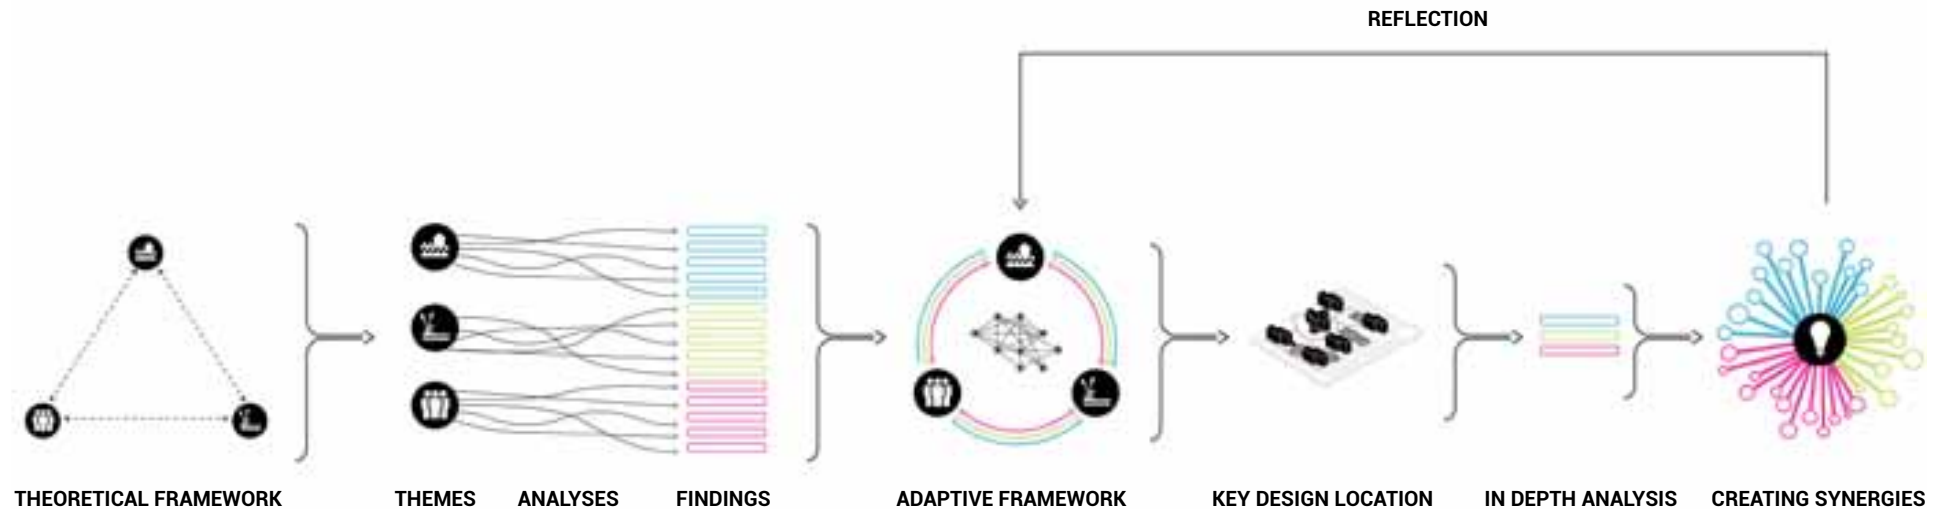 REFLECTION
THEORETICAL FRAMEWORK
THEMES
ANALYSES
FINDINGS
ADAPTIVE FRAMEWORK
KEY DESIGN LOCATION
IN DEPTH ANALYSIS
CREATING SYNERGIES